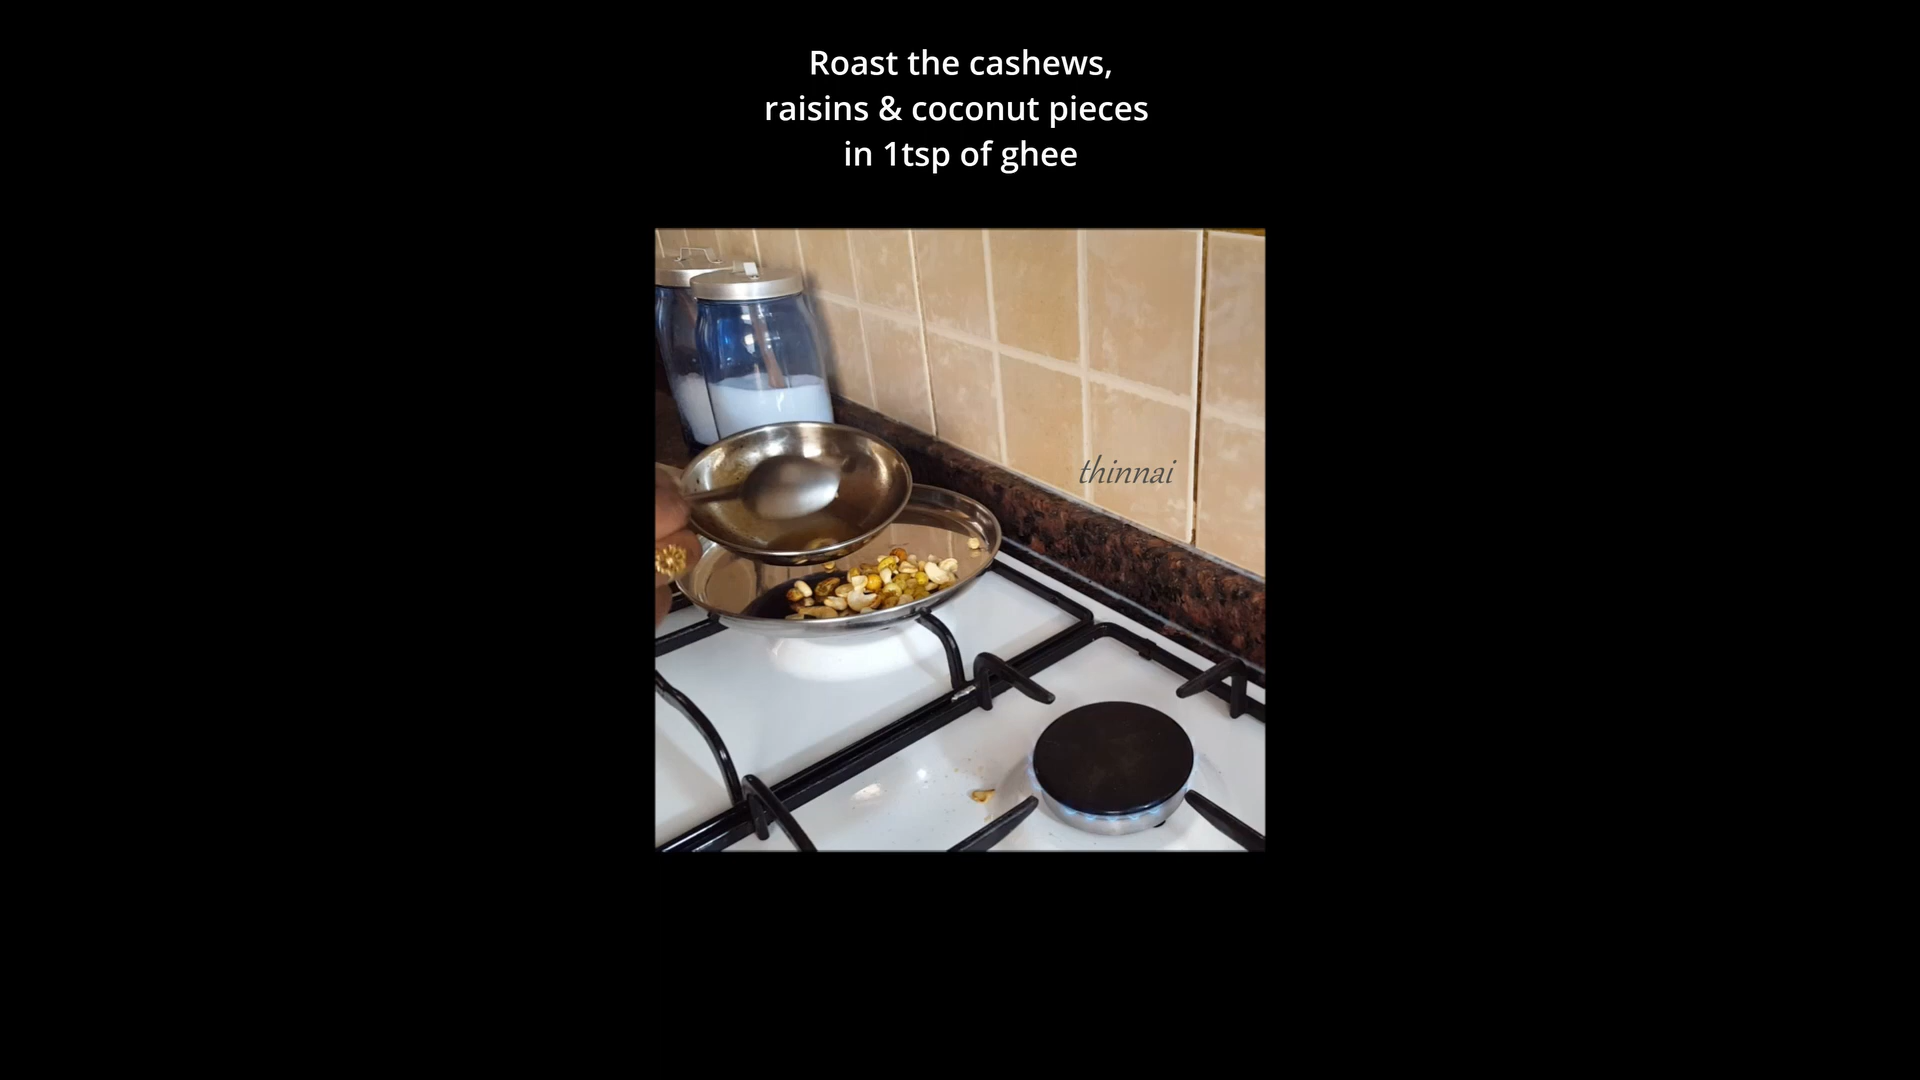 Roast the cashews,
raisins & coconut pieces
in 1tsp of ghee
thinnai